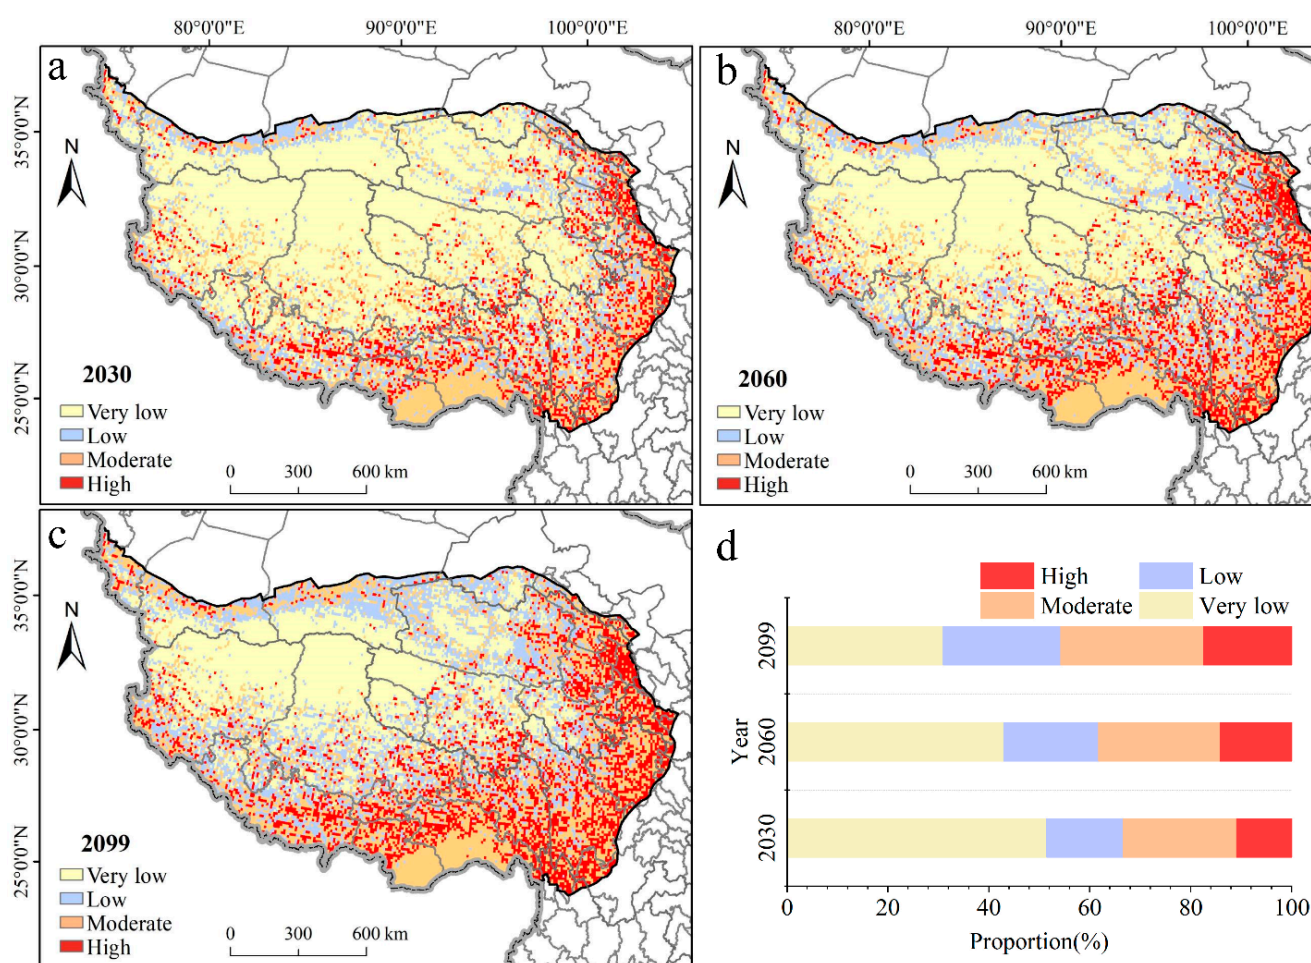 80°0'0"E 90°0'0"E 100°0'0"E
80°0'0"E 90°0'0"E 100°0'0"E
a
35°0'0"N
30°0'0"N
25°0'0"N
N
2030
Very low
Low
Moderate
High
0 300 600 km
b
N
2060
Very low
Low
Moderate
High
0 300 600 km
c
35°0'0"N
30°0'0"N
25°0'0"N
N
2099
Very low
Low
Moderate
High
0 300 600 km
d
High Low
Moderate Very low
Year
2099
2060
2030
0 20 40 60 80 100
Proportion(%)